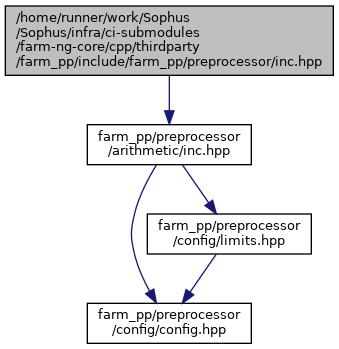 /home/runner/work/Sophus
/Sophus/infra/ci-submodules
/farm-ng-core/cpp/thirdparty
/farm_pp/include/farm_pp/preprocessor/inc.hpp
farm_pp/preprocessor
/arithmetic/inc.hpp
farm_pp/preprocessor
/config/limits.hpp
farm_pp/preprocessor
/config/config.hpp